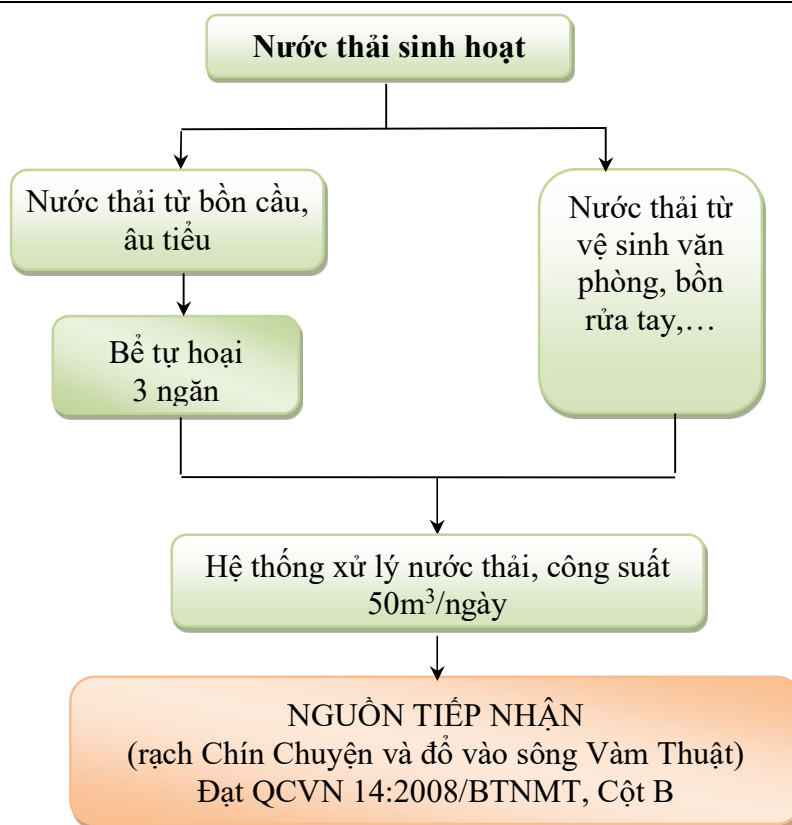 Nước thải sinh hoạt
Nước thải từ bồn cầu,
âu tiểu
Nước thải từ
vệ sinh văn
phòng, bồn
rửa tay,…
Bể tự hoại
3 ngăn
Hệ thống xử lý nước thải, công suất
50m³/ngày
NGUỒN TIẾP NHẬN
(rạch Chín Chuyện và đổ vào sông Vàm Thuật)
Đạt QCVN 14:2008/BTNMT, Cột B